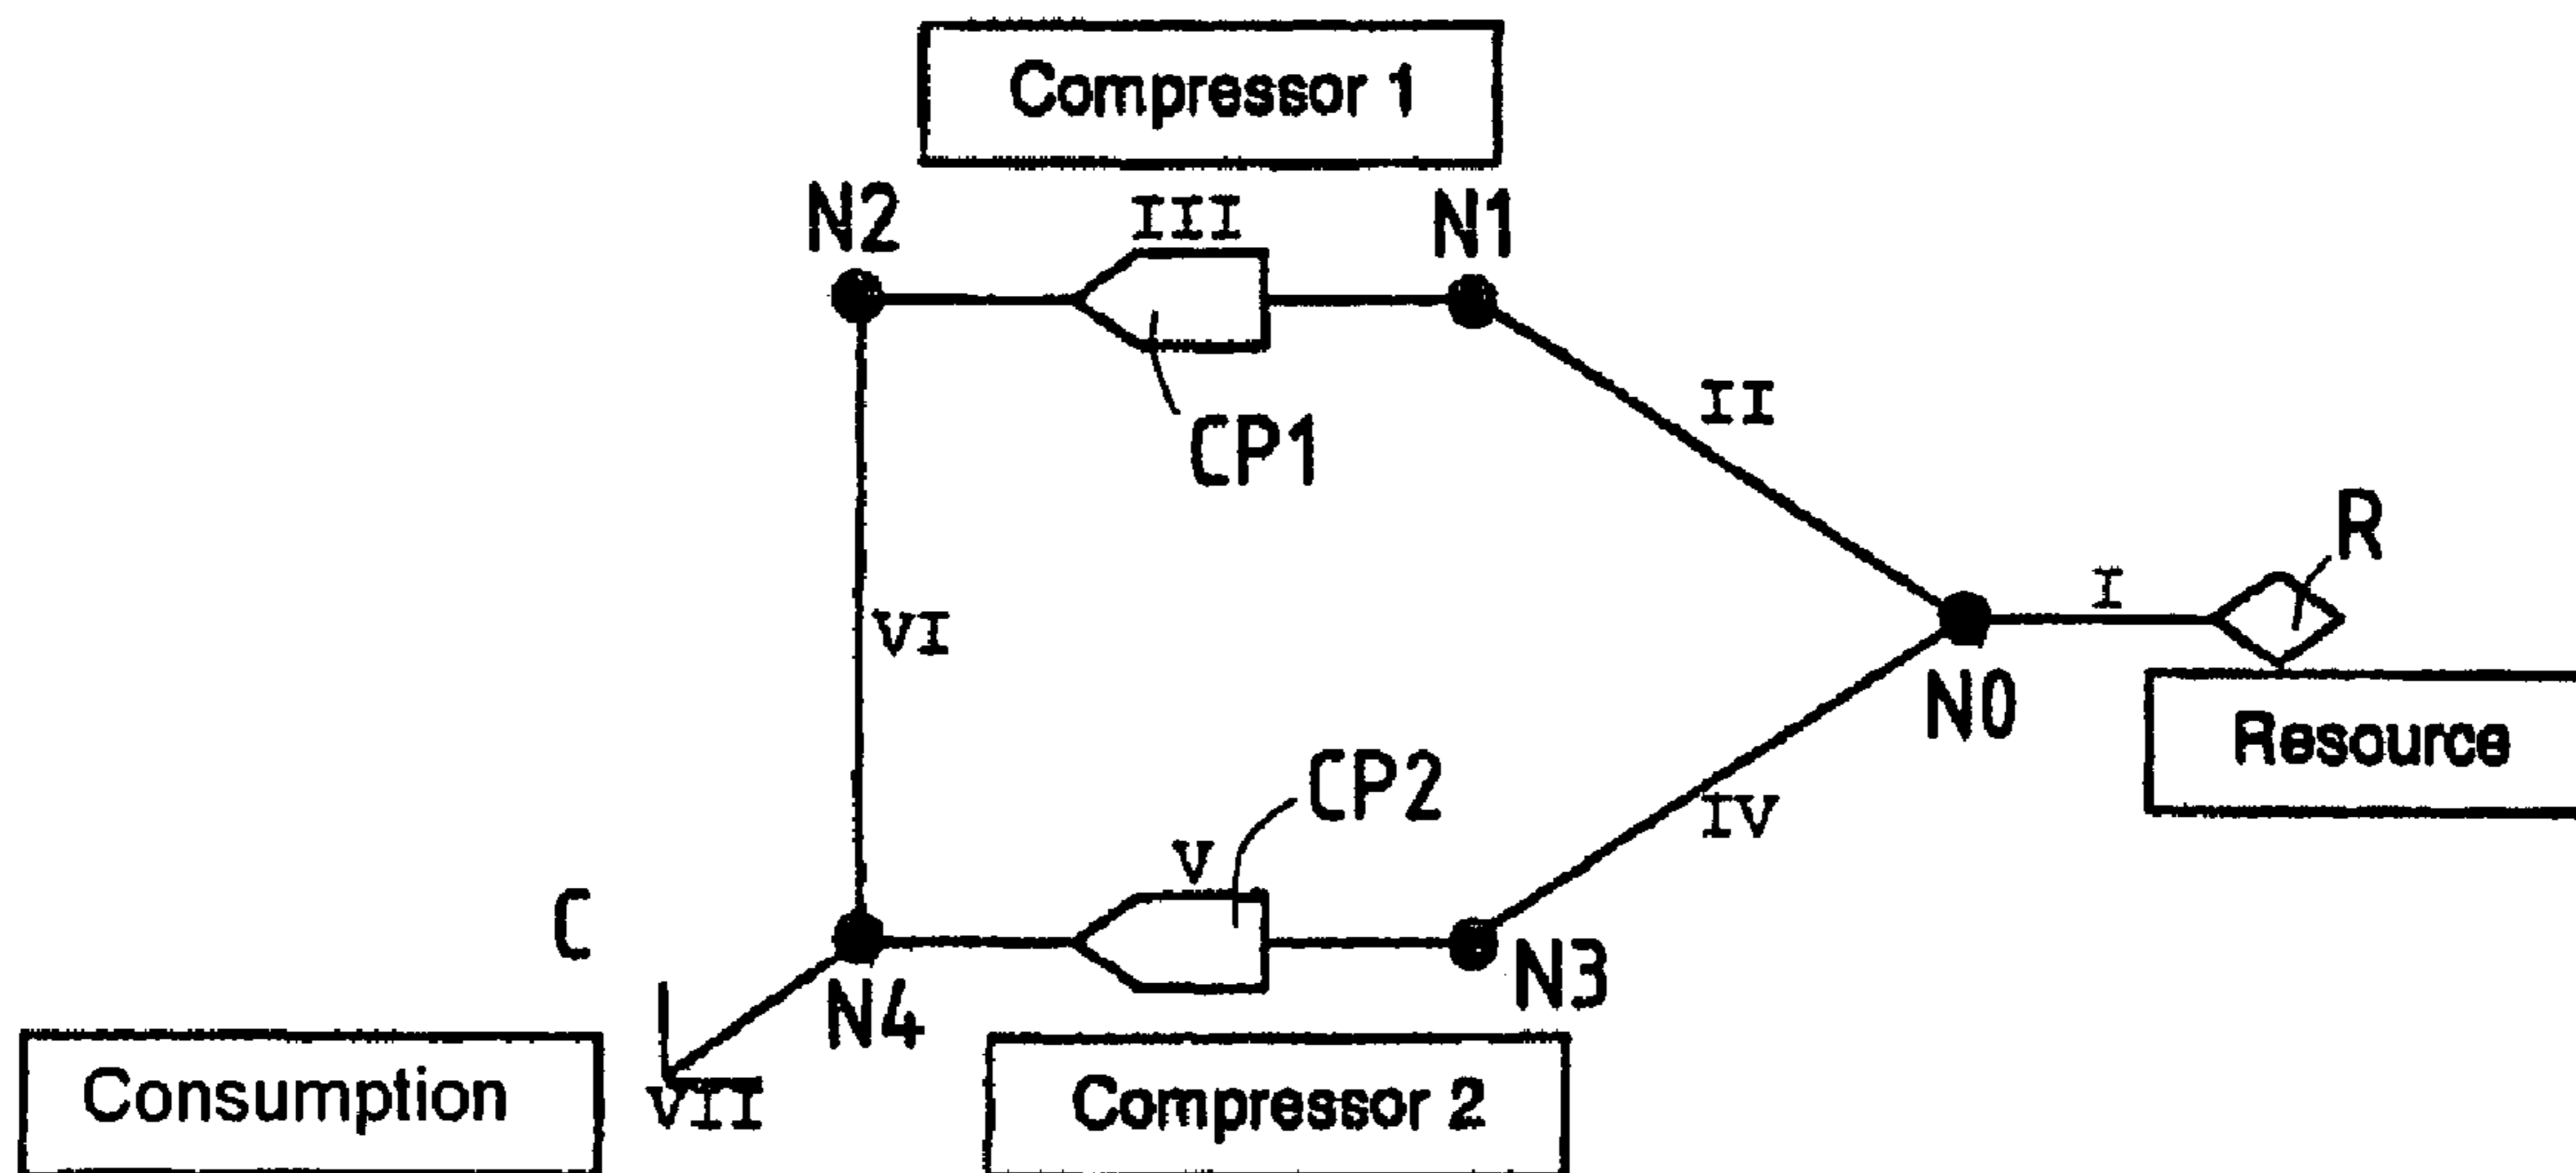 Compressor 1
N2
III
N1
CP1
II
R
I
VI
N0
Resource
CP2
IV
V
C
N4
N3
Consumption
VII
Compressor 2